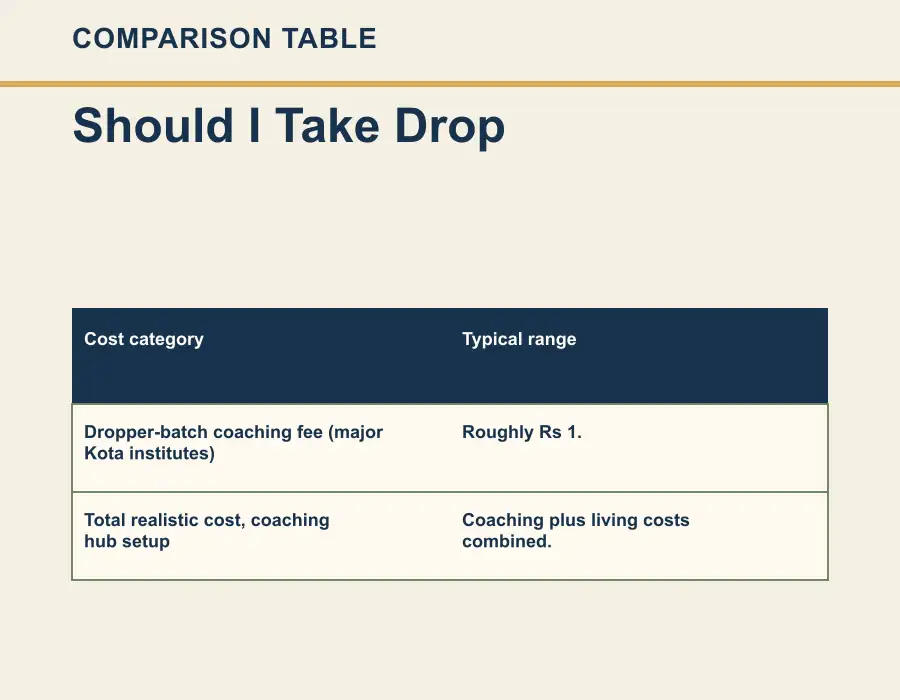 COMPARISON TABLE
Should I Take Drop
Cost category
Typical range
Dropper-batch coaching fee (major
Kota institutes)
Roughly Rs 1.
Total realistic cost, coaching
hub setup
Coaching plus living costs
combined.